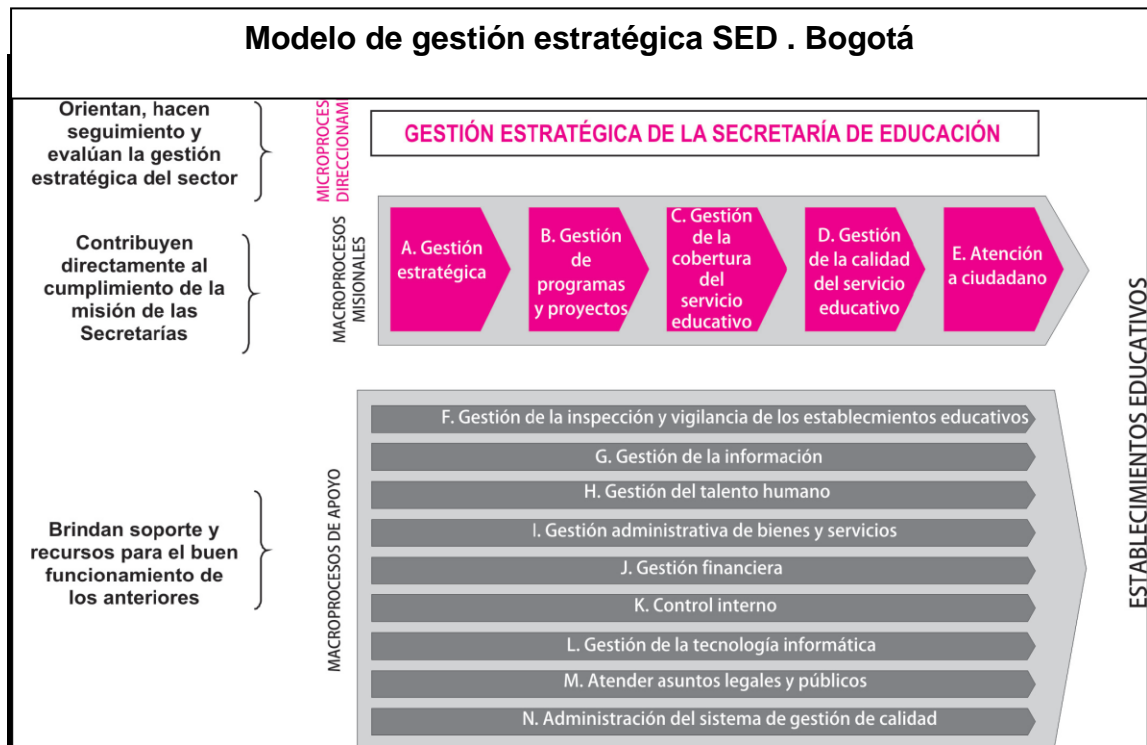 Modelo de gestión estratégica SED . Bogotá
Orientan, hacen
seguimiento y
evalúan la gestión
estratégica del sector
MICROPROCES
DIRECCIONAMI
GESTIÓN ESTRATÉGICA DE LA SECRETARÍA DE EDUCACIÓN
Contribuyen
directamente al
cumplimiento de la
misión de las
Secretarías
MACROPROCESOS
MISIONALES
A. Gestión
estratégica
B. Gestión
de
programas
y proyectos
C. Gestión
de la
cobertura
del
servicio
educativo
D. Gestión
de la calidad
del servicio
educativo
E. Atención
a ciudadano
Brindan soporte y
recursos para el buen
funcionamiento de
los anteriores
MACROPROCESOS DE APOYO
F. Gestión de la inspección y vigilancia de los establecmientos educativos
G. Gestión de la información
H. Gestión del talento humano
I. Gestión administrativa de bienes y servicios
J. Gestión financiera
K. Control interno
L. Gestión de la tecnología informática
M. Atender asuntos legales y públicos
N. Administración del sistema de gestión de calidad
ESTABLECIMIENTOS EDUCATIVOS